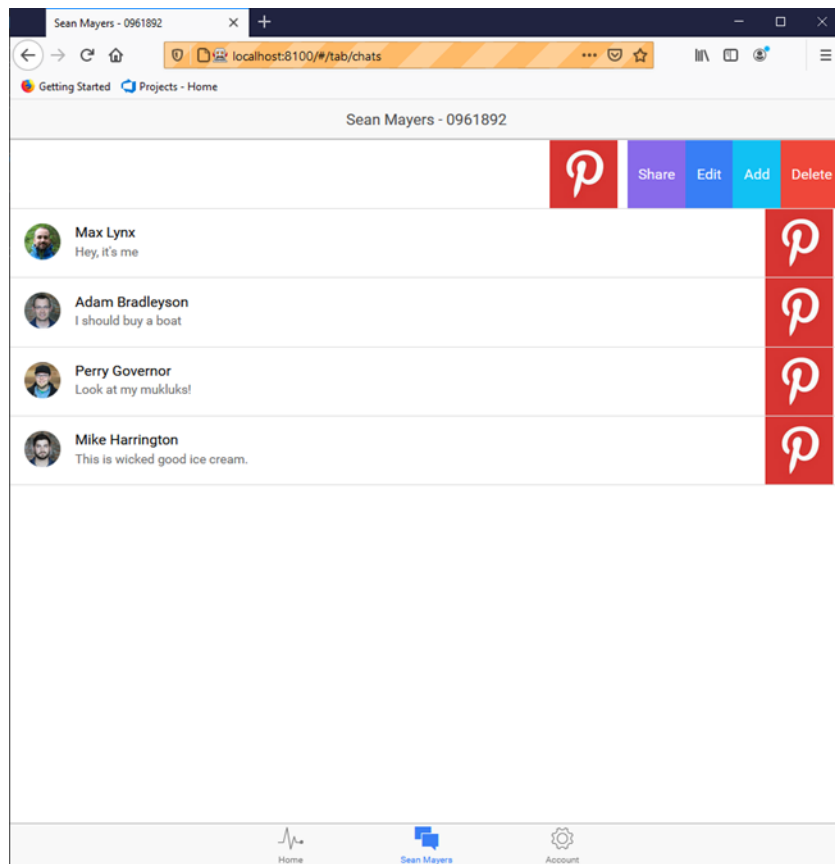 Sean Mayers - 0961892
localhost:8100/#/tab/chats
Getting Started Projects - Home
Sean Mayers - 0961892
Share Edit Add Delete
Max Lynx
Hey, it's me
Adam Bradleyson
I should buy a boat
Perry Governor
Look at my mukluks!
Mike Harrington
This is wicked good ice cream.
Home Sean Mayers Account